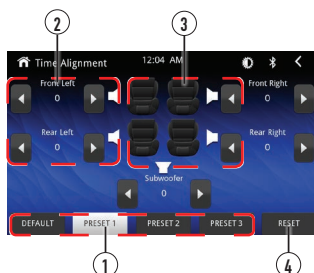 2 3
Time Alignment 12:04 AM
Front Left Front Right
0 0
Rear Left Rear Right
0 0
Subwoofer
0
DEFAULT PRESET 1 PRESET 2 PRESET 3 RESET
1 4